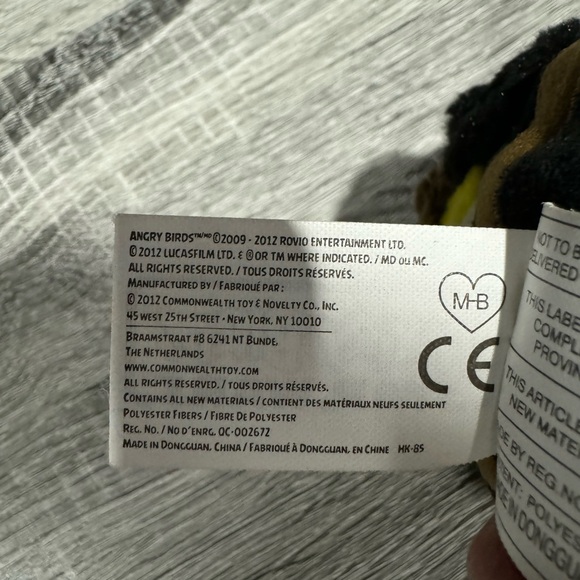 ANGRY BIRDS™/MD ©2009 - 2012 ROVIO ENTERTAINMENT LTD.
© 2012 LUCASFILM LTD. & ® OR TM WHERE INDICATED. / MD OU MC.
ALL RIGHTS RESERVED. / TOUS DROITS RÉSERVÉS.
MANUFACTURED BY / FABRIQUÉ PAR :
© 2012 COMMONWEALTH TOY & NOVELTY CO., INC.
45 WEST 25TH STREET • NEW YORK, NY 10010
BRAAMSTRAAT #8 6241 NT BUNDE,
THE NETHERLANDS
WWW.COMMONWEALTHTOY.COM
ALL RIGHTS RESERVED. / TOUS DROITS RÉSERVÉS.
CONTAINS ALL NEW MATERIALS / CONTIENT DES MATÉRIAUX NEUFS SEULEMENT
POLYESTER FIBERS / FIBRE DE POLYESTER
REG. NO. / NO D'ENRG. QC-002672
MADE IN DONGGUAN, CHINA / FABRIQUÉ À DONGGUAN, EN CHINE MK-85
M-B
CE
NOT TO B
THIS LABE
COMPL
PROVIN
THIS ARTICLE
NEW MATE
BY REG. N
POLYES
IN DONGGU